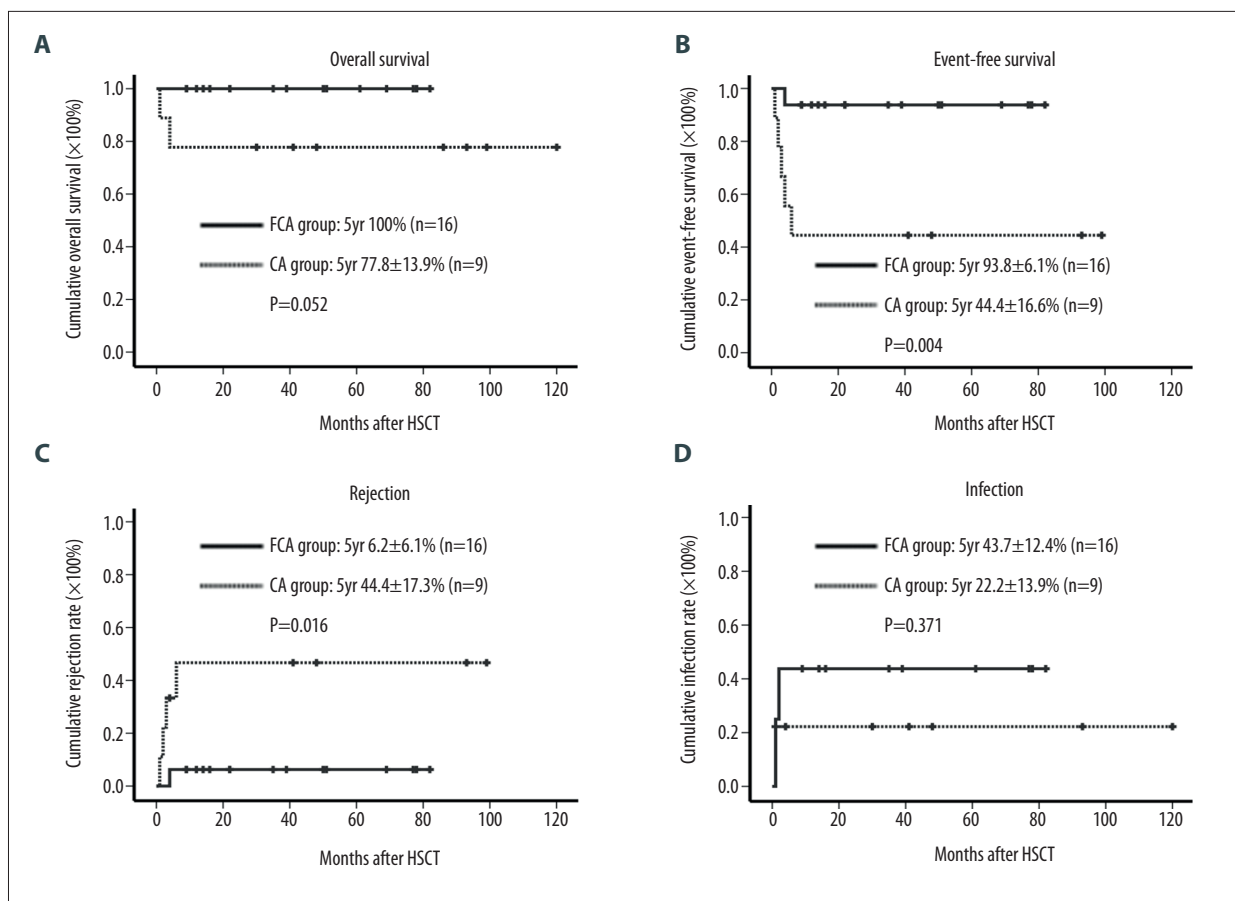 A
Overall survival
Cumulative overall survival (×100%)
1.0
0.8
0.6
0.4
0.2
0.0
FCA group: 5yr 100% (n=16)
CA group: 5yr 77.8±13.9% (n=9)
P=0.052
0 20 40 60 80 100 120
Months after HSCT
B
Event-free survival
Cumulative event-free survival (×100%)
1.0
0.8
0.6
0.4
0.2
0.0
FCA group: 5yr 93.8±6.1% (n=16)
CA group: 5yr 44.4±16.6% (n=9)
P=0.004
0 20 40 60 80 100 120
Months after HSCT
C
Rejection
Cumulative rejection rate (×100%)
1.0
0.8
0.6
0.4
0.2
0.0
FCA group: 5yr 6.2±6.1% (n=16)
CA group: 5yr 44.4±17.3% (n=9)
P=0.016
0 20 40 60 80 100 120
Months after HSCT
D
Infection
Cumulative infection rate (×100%)
1.0
0.8
0.6
0.4
0.2
0.0
FCA group: 5yr 43.7±12.4% (n=16)
CA group: 5yr 22.2±13.9% (n=9)
P=0.371
0 20 40 60 80 100 120
Months after HSCT